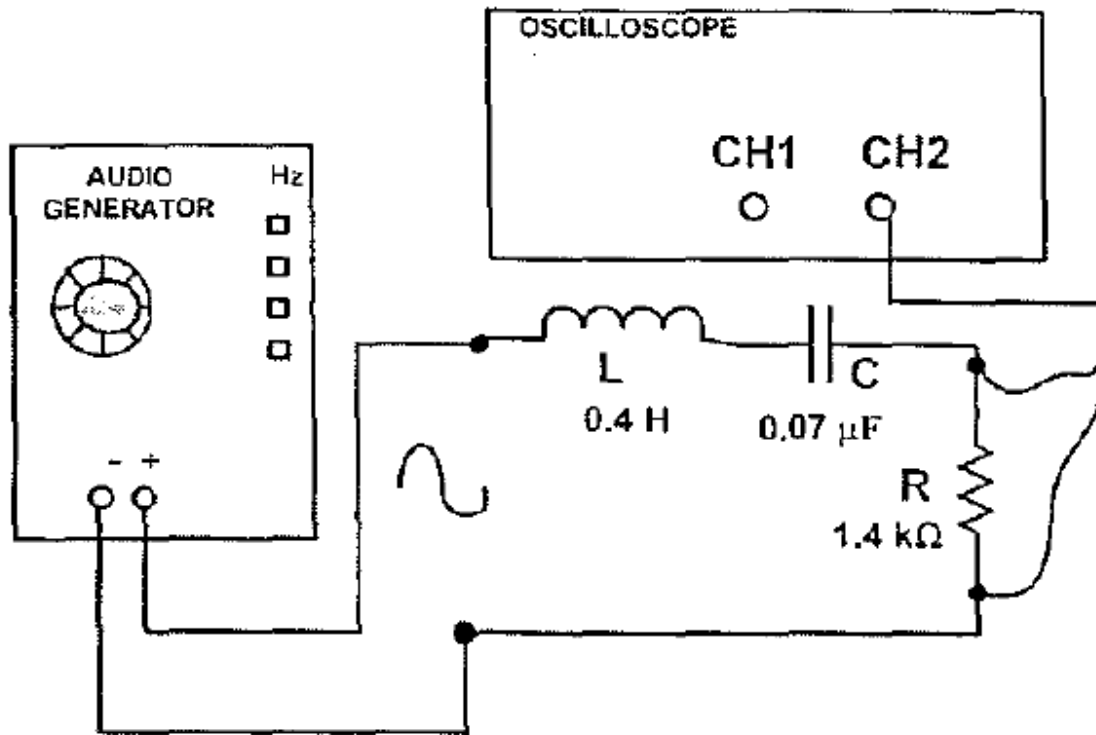 OSCILLOSCOPE
CH1 CH2
AUDIO Hz
GENERATOR
- +
L
0.4 H
C
0.07 μF
R
1.4 kΩ